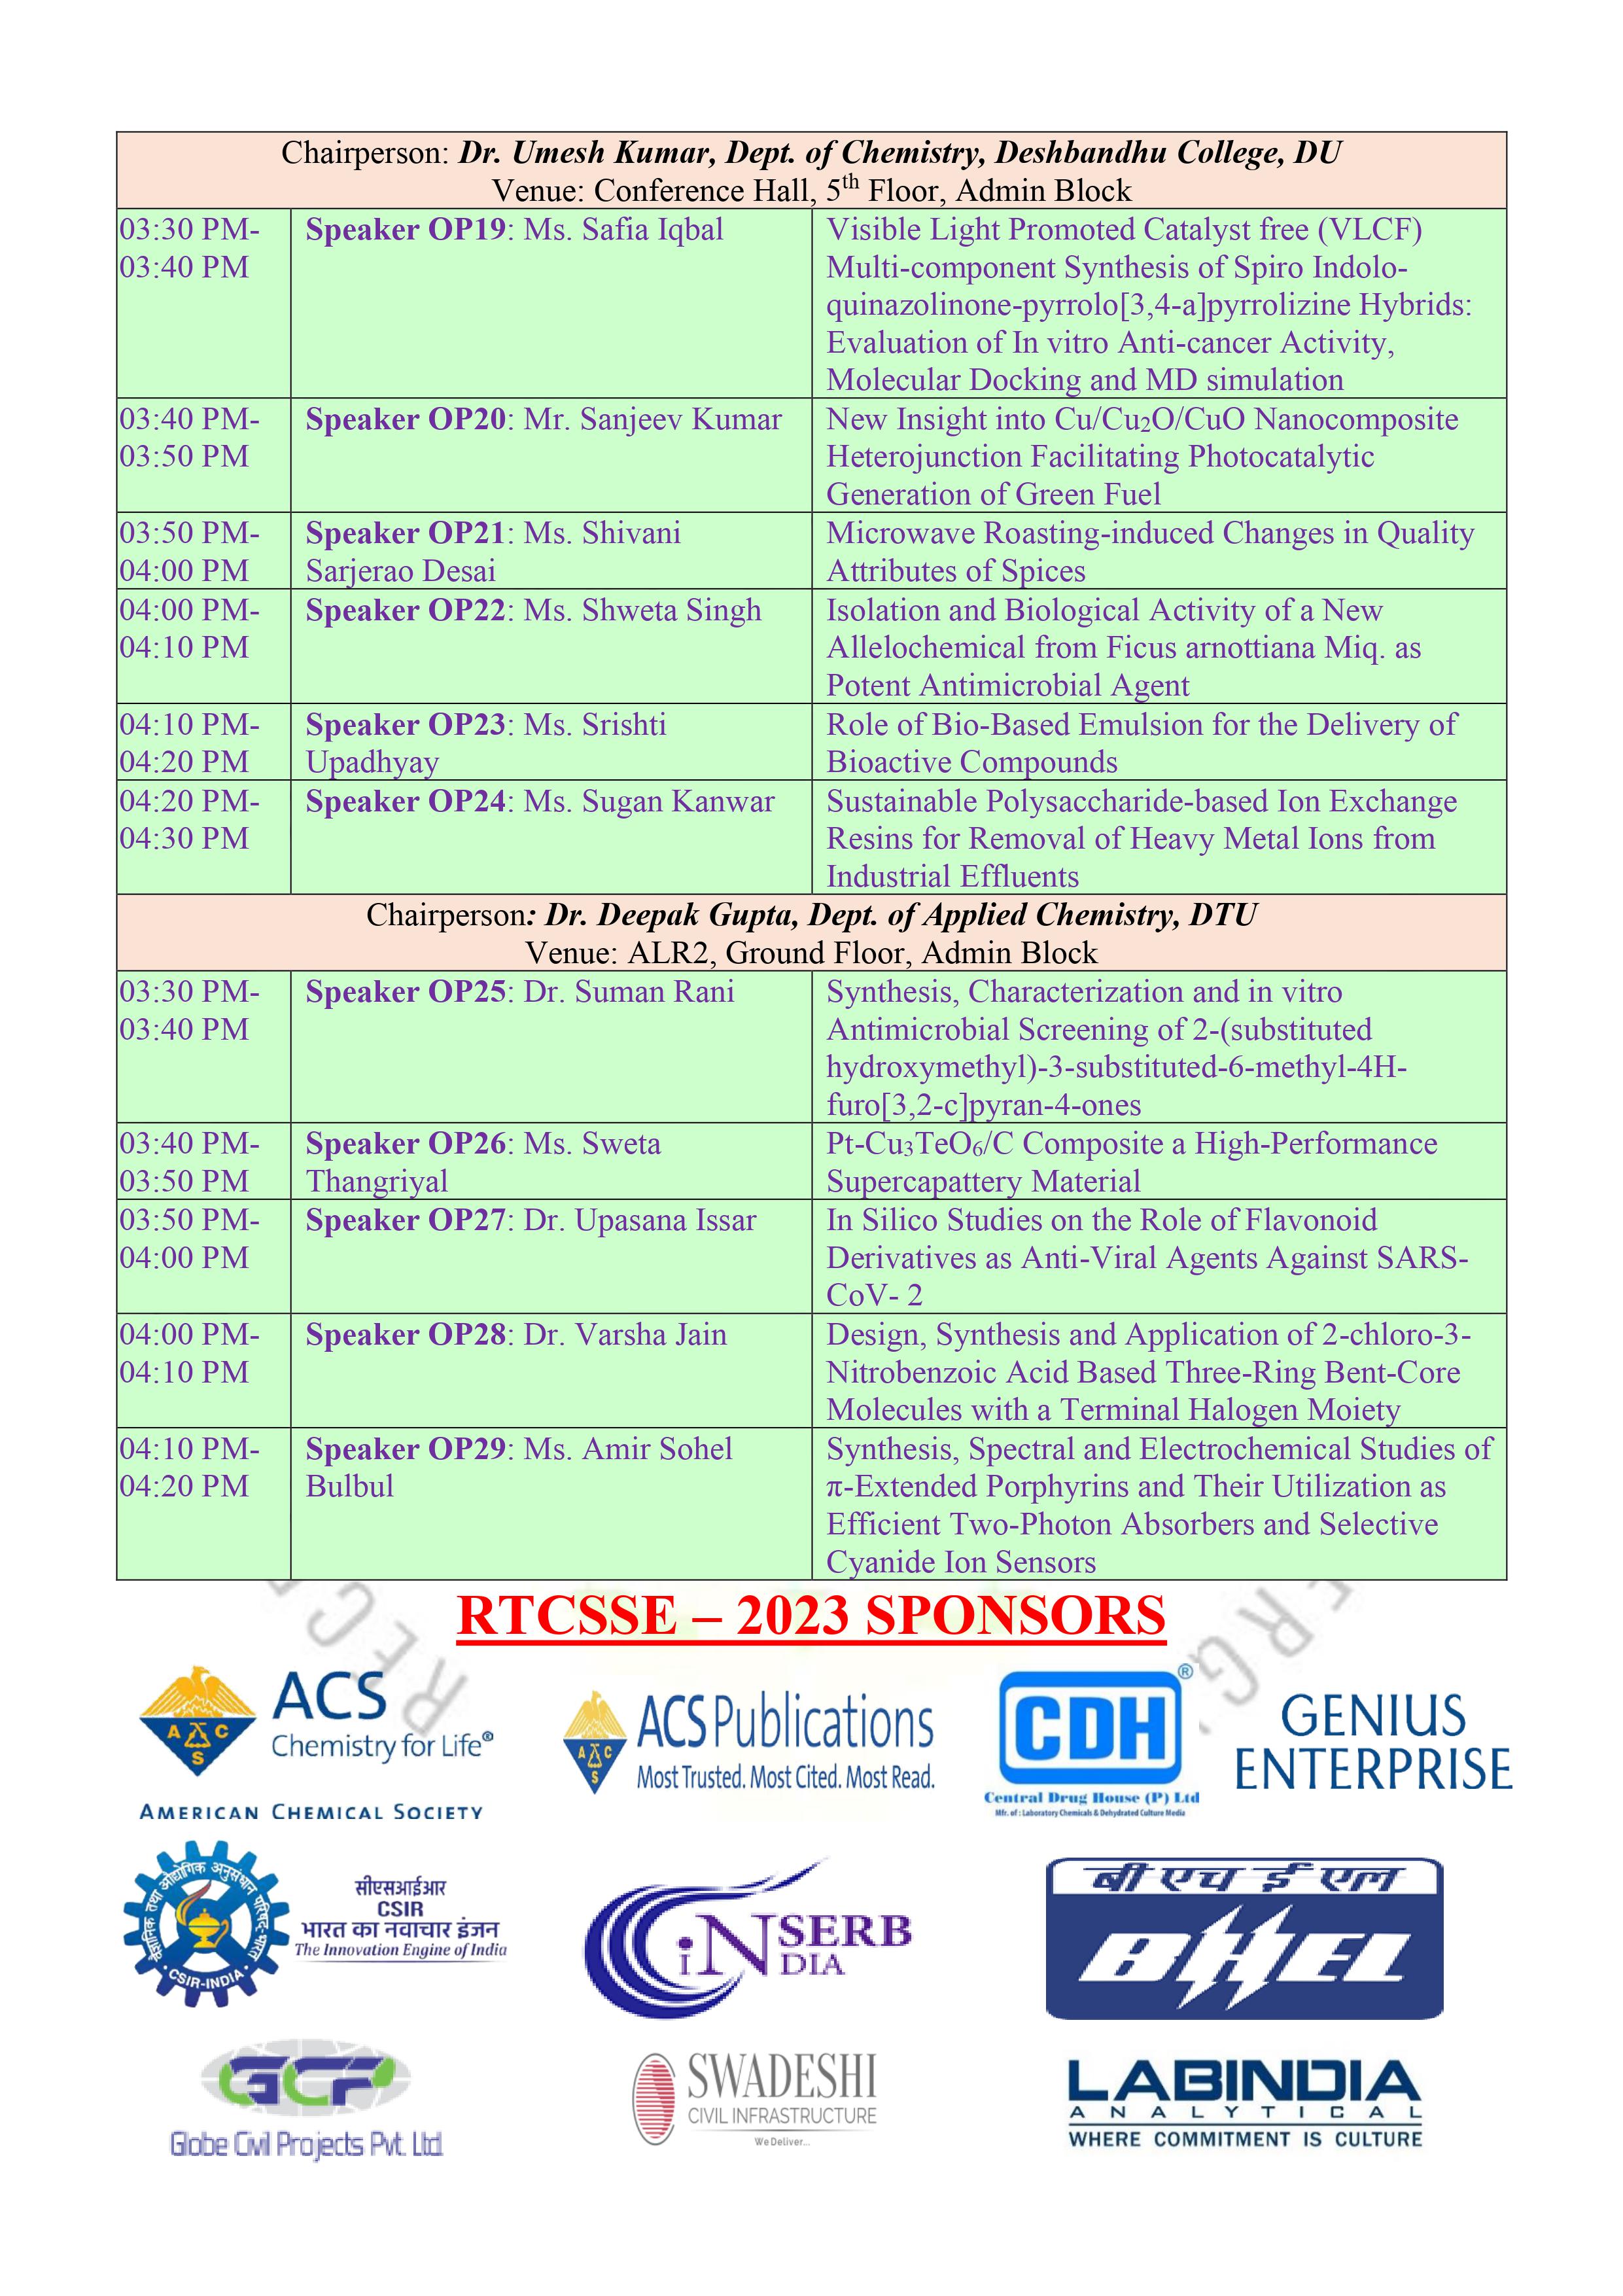 Chairperson: Dr. Umesh Kumar, Dept. of Chemistry, Deshbandhu College, DU
Venue: Conference Hall, 5th Floor, Admin Block
03:30 PM-
03:40 PM
Speaker OP19: Ms. Safia Iqbal
Visible Light Promoted Catalyst free (VLCF)
Multi-component Synthesis of Spiro Indolo-
quinazolinone-pyrrolo[3,4-a]pyrrolizine Hybrids:
Evaluation of In vitro Anti-cancer Activity,
Molecular Docking and MD simulation
03:40 PM-
03:50 PM
Speaker OP20: Mr. Sanjeev Kumar
New Insight into Cu/Cu₂O/CuO Nanocomposite
Heterojunction Facilitating Photocatalytic
Generation of Green Fuel
03:50 PM-
04:00 PM
Speaker OP21: Ms. Shivani
Sarjerao Desai
Microwave Roasting-induced Changes in Quality
Attributes of Spices
04:00 PM-
04:10 PM
Speaker OP22: Ms. Shweta Singh
Isolation and Biological Activity of a New
Allelochemical from Ficus arnottiana Miq. as
Potent Antimicrobial Agent
04:10 PM-
04:20 PM
Speaker OP23: Ms. Srishti
Upadhyay
Role of Bio-Based Emulsion for the Delivery of
Bioactive Compounds
04:20 PM-
04:30 PM
Speaker OP24: Ms. Sugan Kanwar
Sustainable Polysaccharide-based Ion Exchange
Resins for Removal of Heavy Metal Ions from
Industrial Effluents
Chairperson: Dr. Deepak Gupta, Dept. of Applied Chemistry, DTU
Venue: ALR2, Ground Floor, Admin Block
03:30 PM-
03:40 PM
Speaker OP25: Dr. Suman Rani
Synthesis, Characterization and in vitro
Antimicrobial Screening of 2-(substituted
hydroxymethyl)-3-substituted-6-methyl-4H-
furo[3,2-c]pyran-4-ones
03:40 PM-
03:50 PM
Speaker OP26: Ms. Sweta
Thangriyal
Pt-Cu₃TeO₆/C Composite a High-Performance
Supercapattery Material
03:50 PM-
04:00 PM
Speaker OP27: Dr. Upasana Issar
In Silico Studies on the Role of Flavonoid
Derivatives as Anti-Viral Agents Against SARS-
CoV- 2
04:00 PM-
04:10 PM
Speaker OP28: Dr. Varsha Jain
Design, Synthesis and Application of 2-chloro-3-
Nitrobenzoic Acid Based Three-Ring Bent-Core
Molecules with a Terminal Halogen Moiety
04:10 PM-
04:20 PM
Speaker OP29: Ms. Amir Sohel
Bulbul
Synthesis, Spectral and Electrochemical Studies of
π-Extended Porphyrins and Their Utilization as
Efficient Two-Photon Absorbers and Selective
Cyanide Ion Sensors
RTCSSE – 2023 SPONSORS
ACS
Chemistry for Life®
AMERICAN CHEMICAL SOCIETY
ACS Publications
Most Trusted. Most Cited. Most Read.
CDH®
Central Drug House (P) Ltd
Mfr. of : Laboratory Chemicals & Dehydrated Culture Media
GENIUS
ENTERPRISE
वैज्ञानिक तथा औद्योगिक अनुसंधान परिषद-भारत
CSIR-INDIA
सीएसआईआर
CSIR
भारत का नवाचार इंजन
The Innovation Engine of India
SERB
iNDIA
बी एच ई एल
BHEL
GCP
Globe Civil Projects Pvt. Ltd.
SWADESHI
CIVIL INFRASTRUCTURE
We Deliver...
LABINDIA
ANALYTICAL
WHERE COMMITMENT IS CULTURE